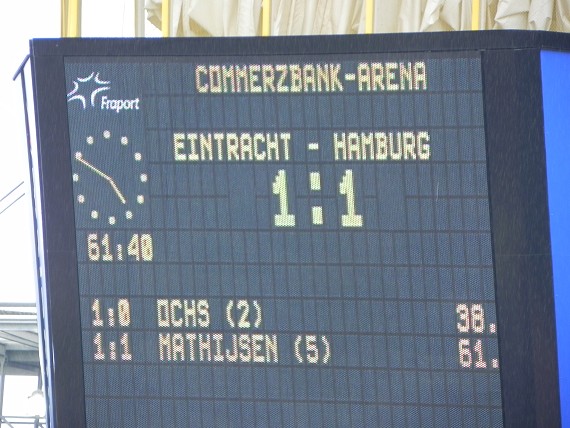 COMMERZBANK-ARENA
Fraport
EINTRACHT - HAMBURG
1:1
61:40
1:0 OCHS (2) 38.
1:1 MATHIJSEN (5) 61.